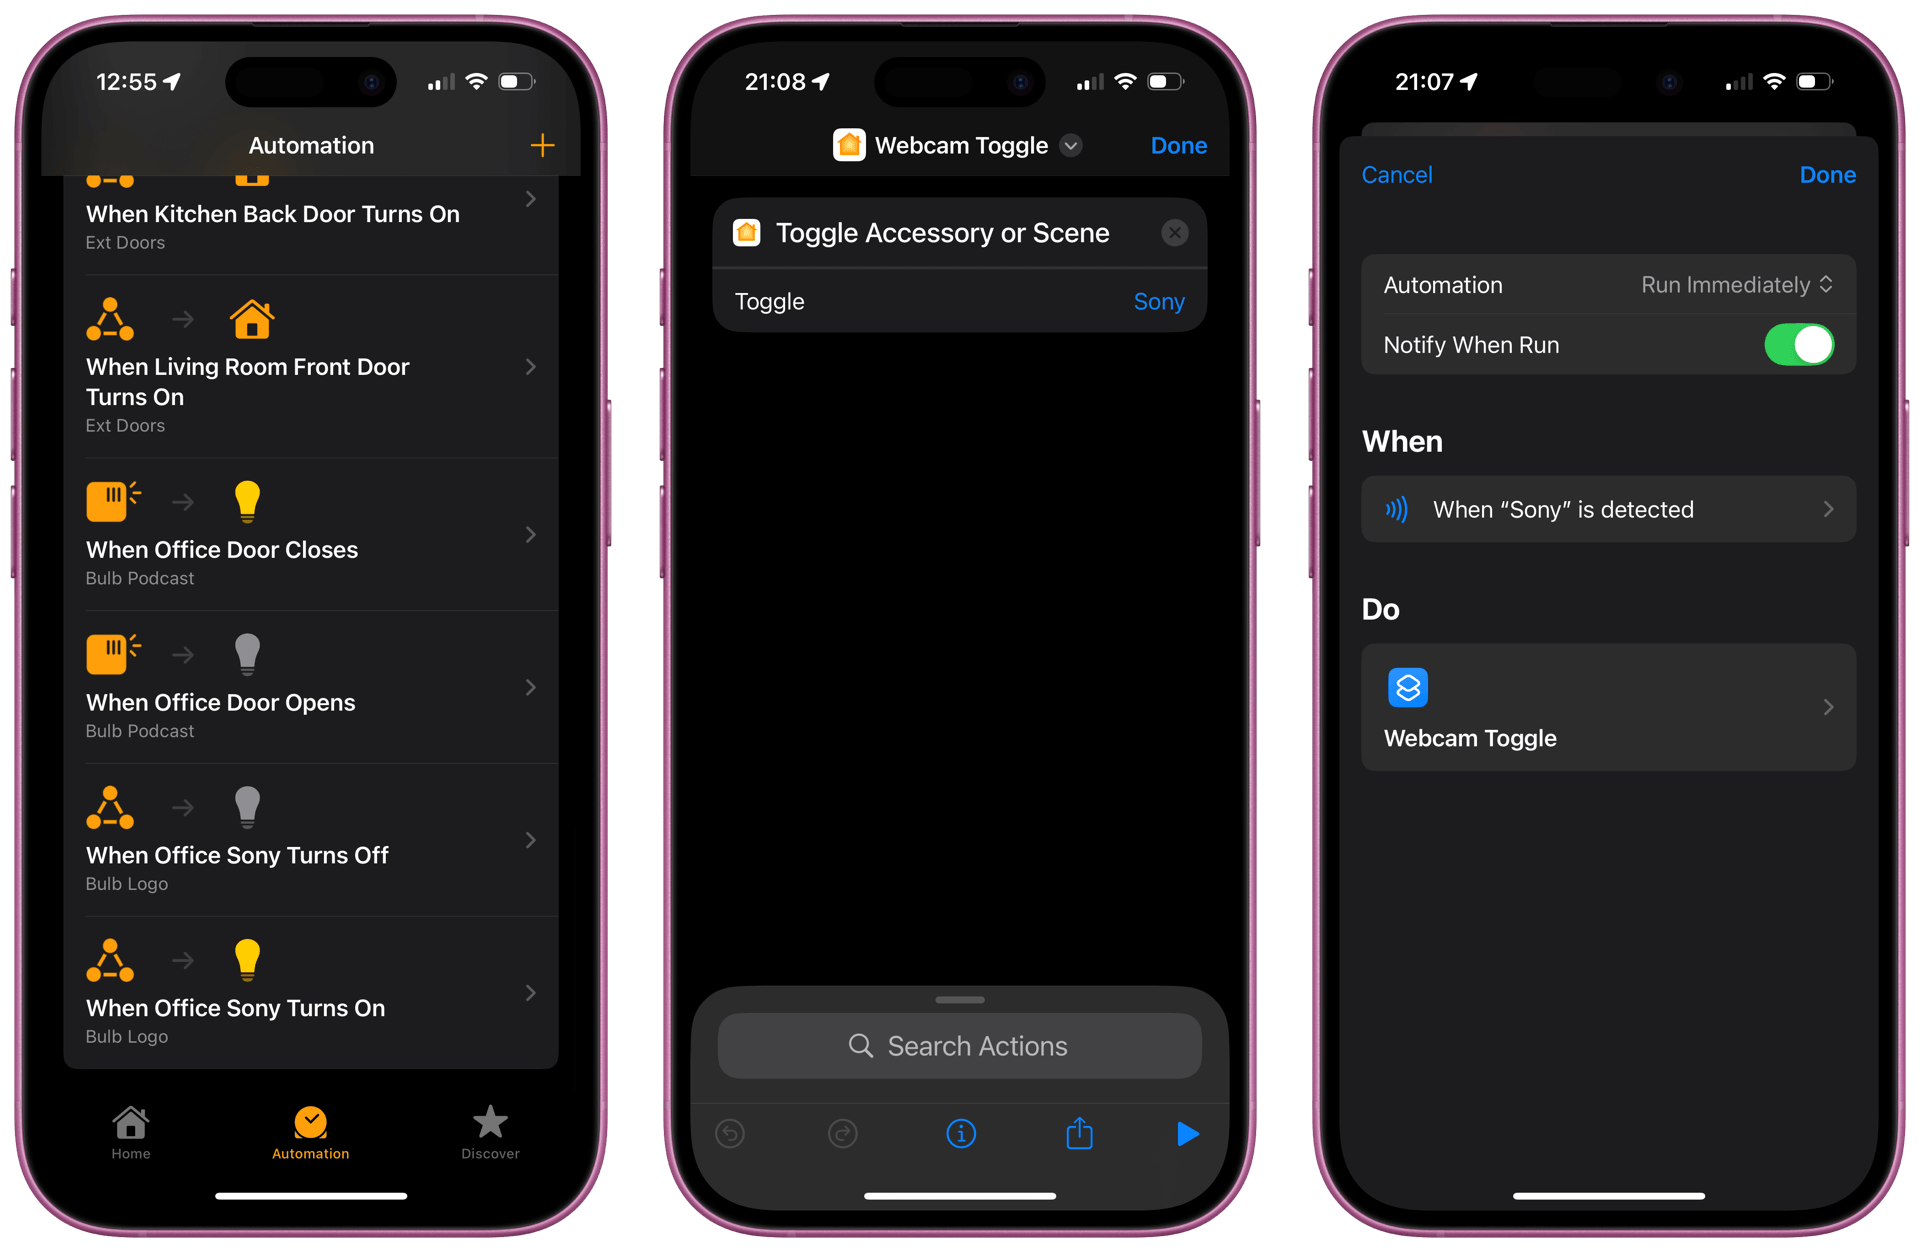 12:55
Automation
When Kitchen Back Door Turns On
Ext Doors
When Living Room Front Door
Turns On
Ext Doors
When Office Door Closes
Bulb Podcast
When Office Door Opens
Bulb Podcast
When Office Sony Turns Off
Bulb Logo
When Office Sony Turns On
Bulb Logo
Home
Automation
Discover
21:08
Webcam Toggle
Done
Toggle Accessory or Scene
Toggle
Sony
Search Actions
21:07
Cancel
Done
Automation
Run Immediately
Notify When Run
When
When “Sony” is detected
Do
Webcam Toggle